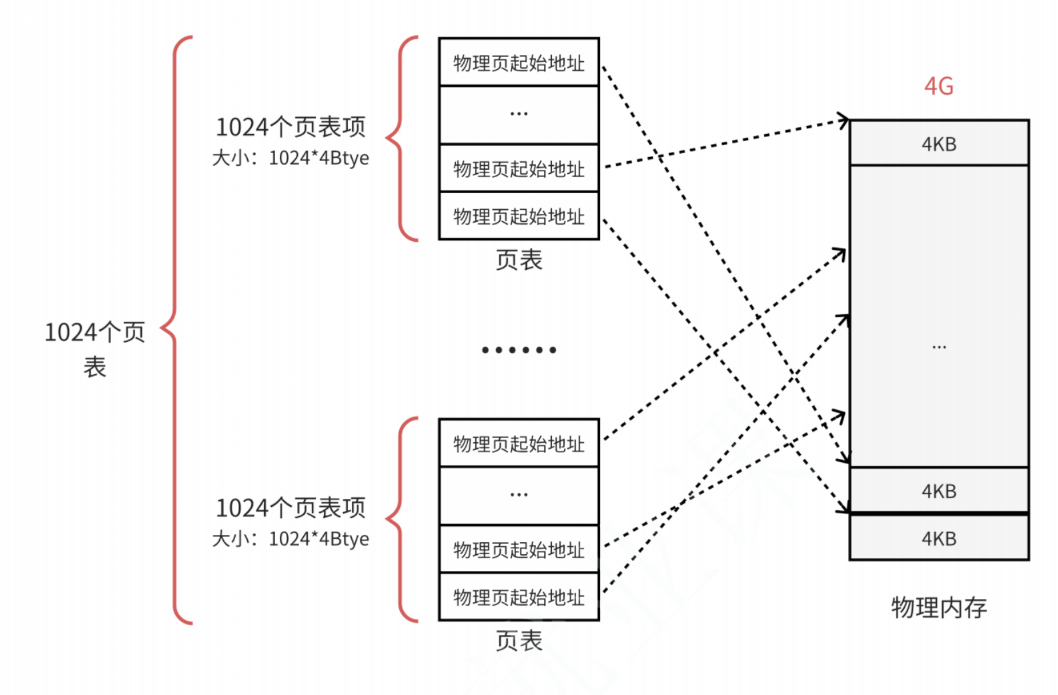 4G
1024个页表项
大小：1024*4Btye
物理页起始地址
...
物理页起始地址
物理页起始地址
页表
1024个页
表
......
1024个页表项
大小：1024*4Btye
物理页起始地址
...
物理页起始地址
物理页起始地址
页表
4KB
...
4KB
4KB
物理内存